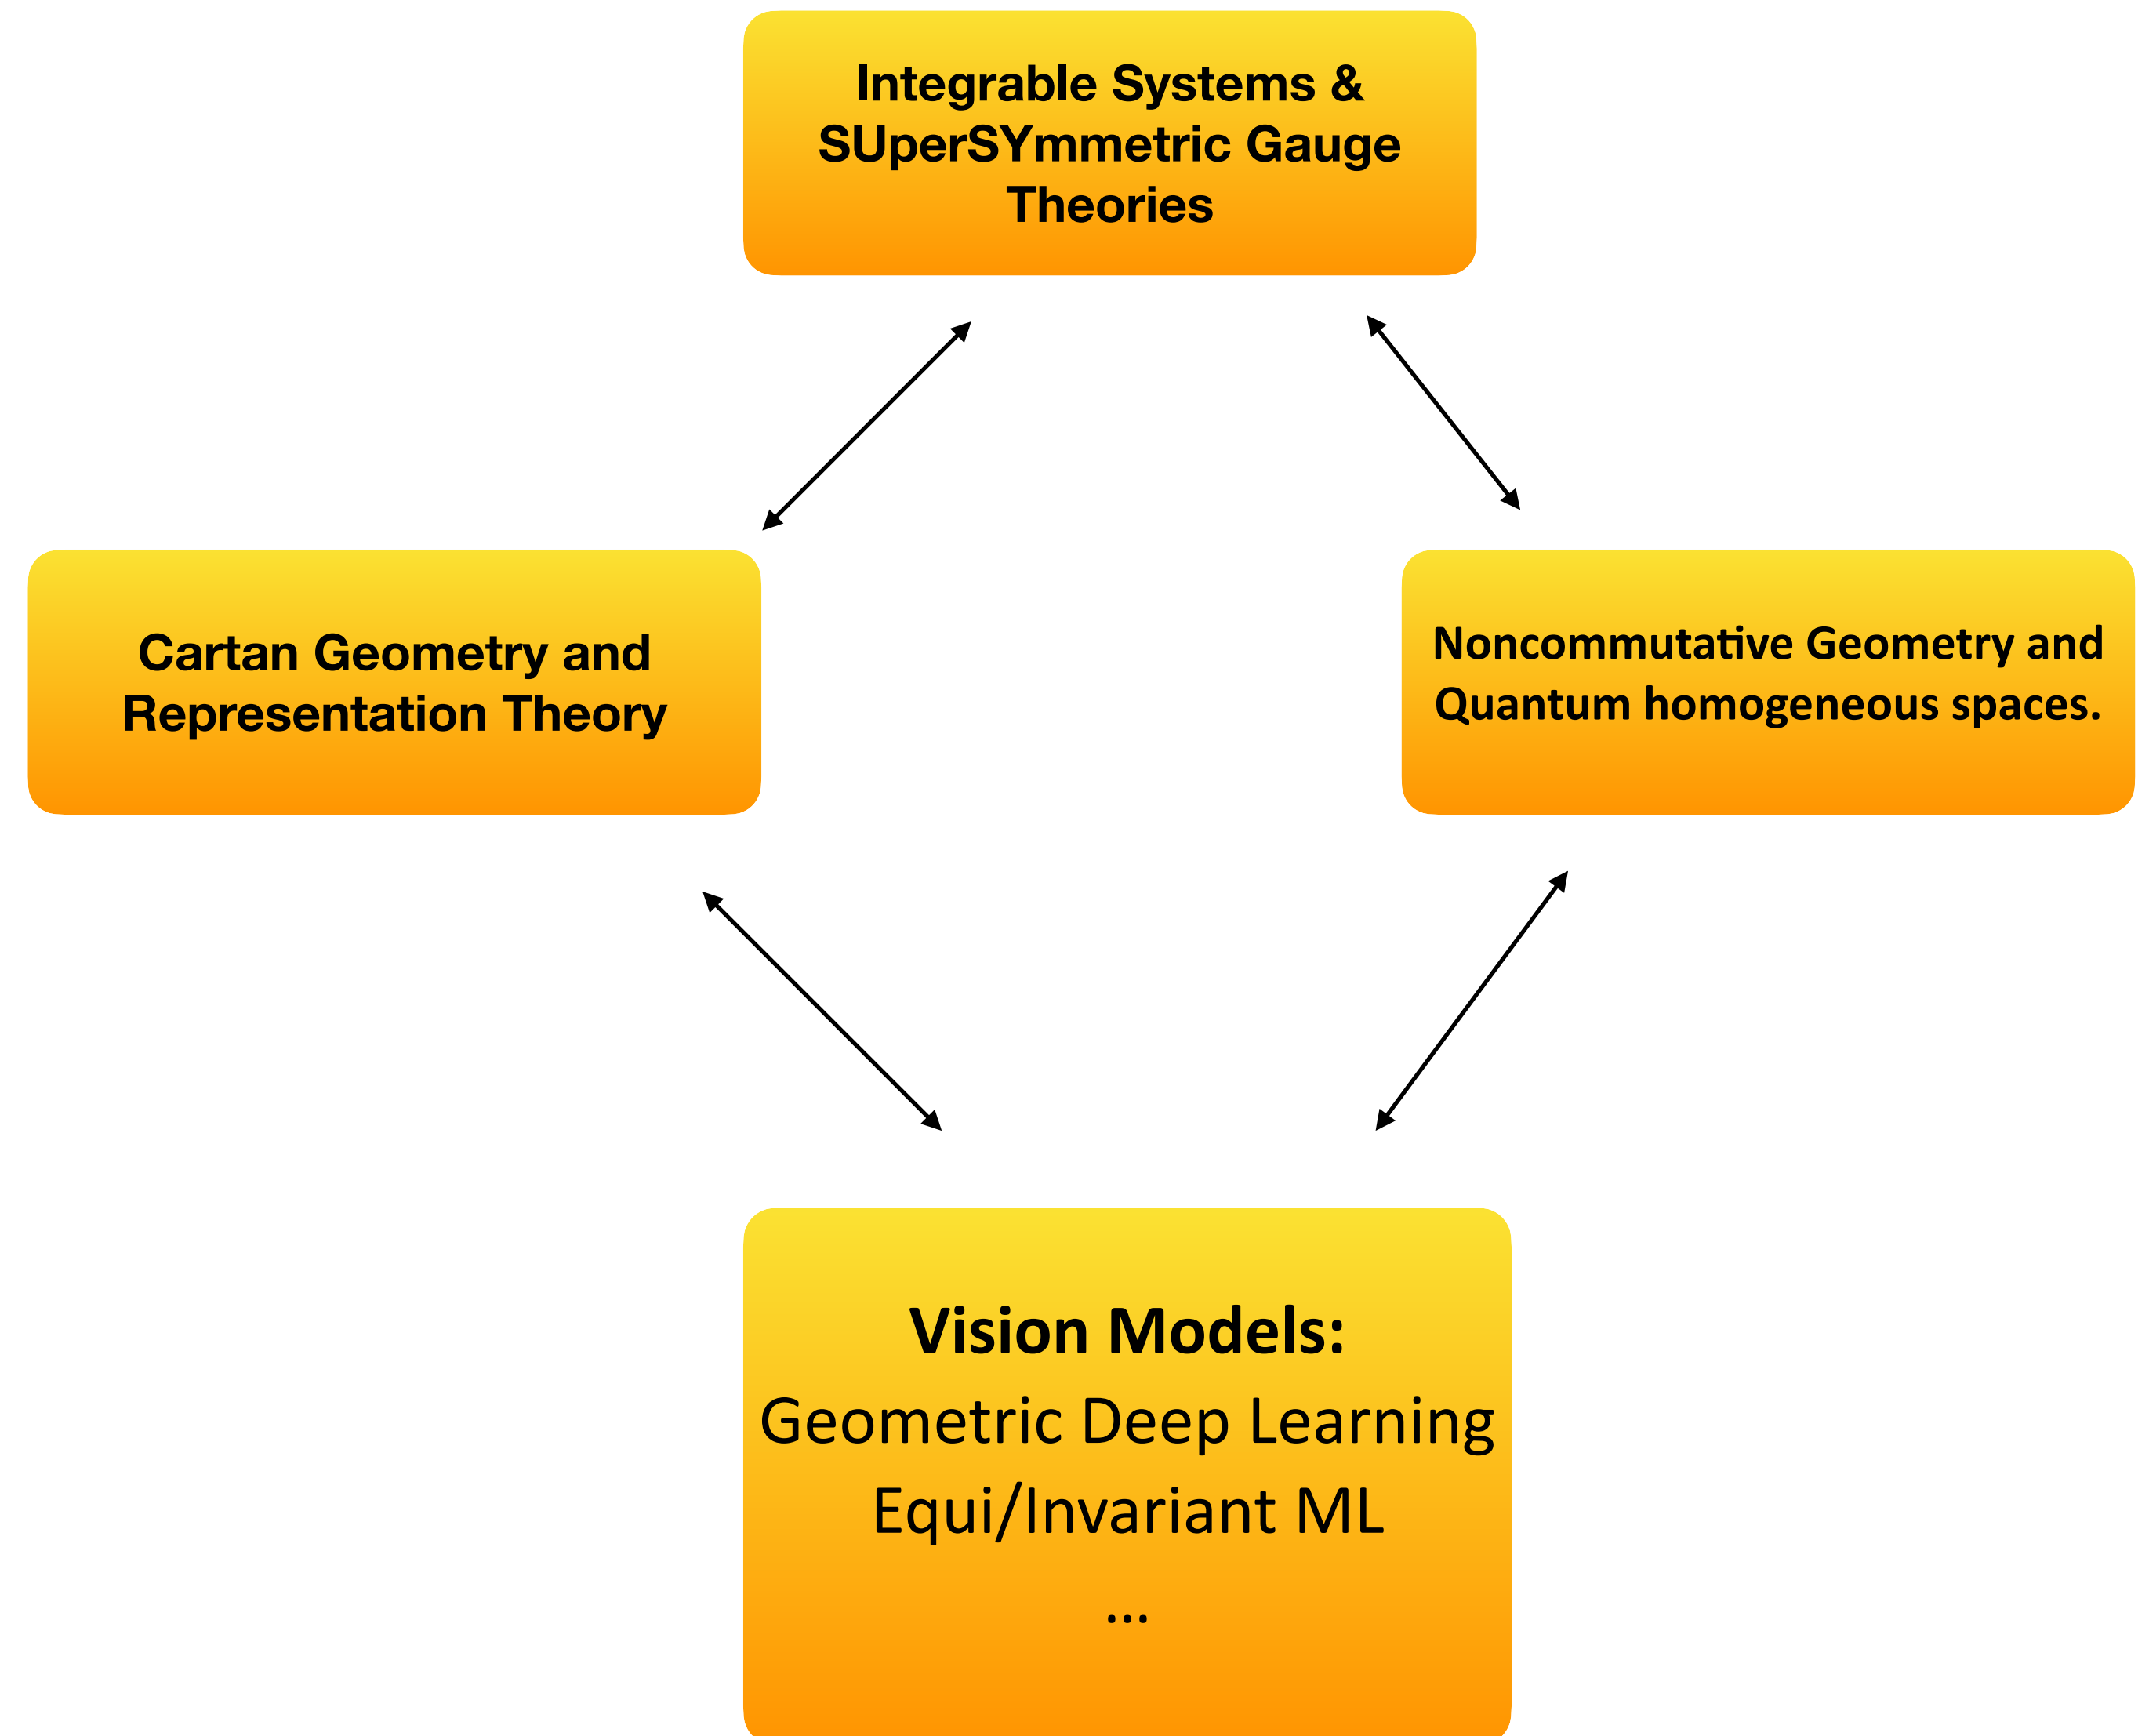 Integrable Systems &
SUperSYmmetric Gauge
Theories
Cartan Geometry and
Representation Theory
Noncommutative Geometry and
Quantum homogeneous spaces.
Vision Models:
Geometric Deep Learning
Equi/Invariant ML
...